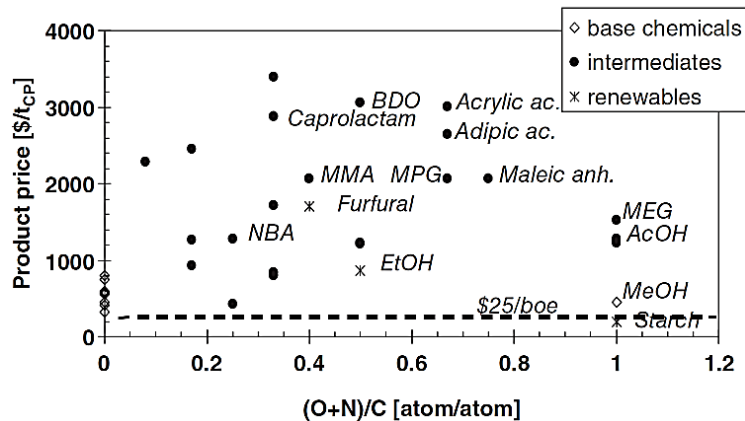 4000
3000
2000
1000
0
Product price [$/t_CP]
base chemicals
intermediates
renewables
BDO
Acrylic ac.
Caprolactam
Adipic ac.
MMA
MPG
Maleic anh.
Furfural
MEG
NBA
AcOH
EtOH
MeOH
$25/boe
Starch
0 0.2 0.4 0.6 0.8 1 1.2
(O+N)/C [atom/atom]